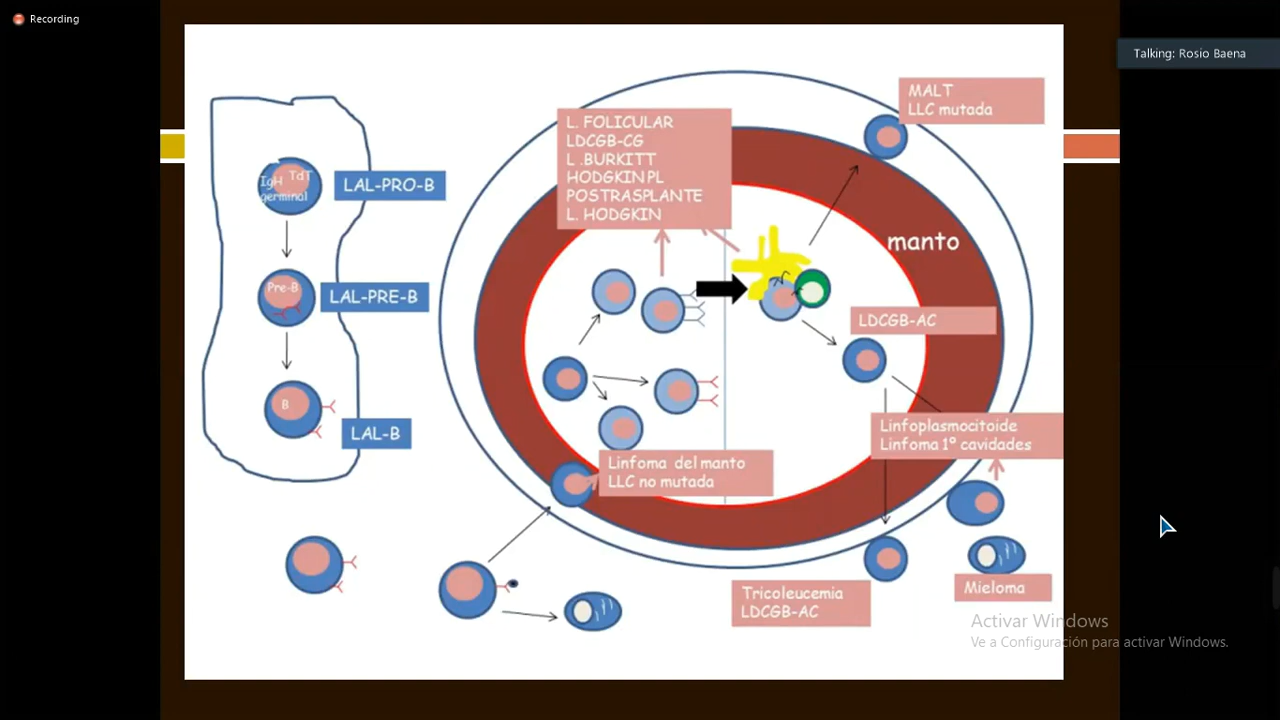 Recording
Talking: Rosio Baena
MALT
LLC mutada
L. FOLICULAR
LDCGB-CG
L .BURKITT
HODGKIN PL
POSTRASPLANTE
L. HODGKIN
IgH TdT
germinal
LAL-PRO-B
manto
Pre-B
LAL-PRE-B
LDCGB-AC
B
LAL-B
Linfoplasmocitoide
Linfoma 1º cavidades
Linfoma del manto
LLC no mutada
Mieloma
Tricoleucemia
LDCGB-AC
Activar Windows
Ve a Configuración para activar Windows.